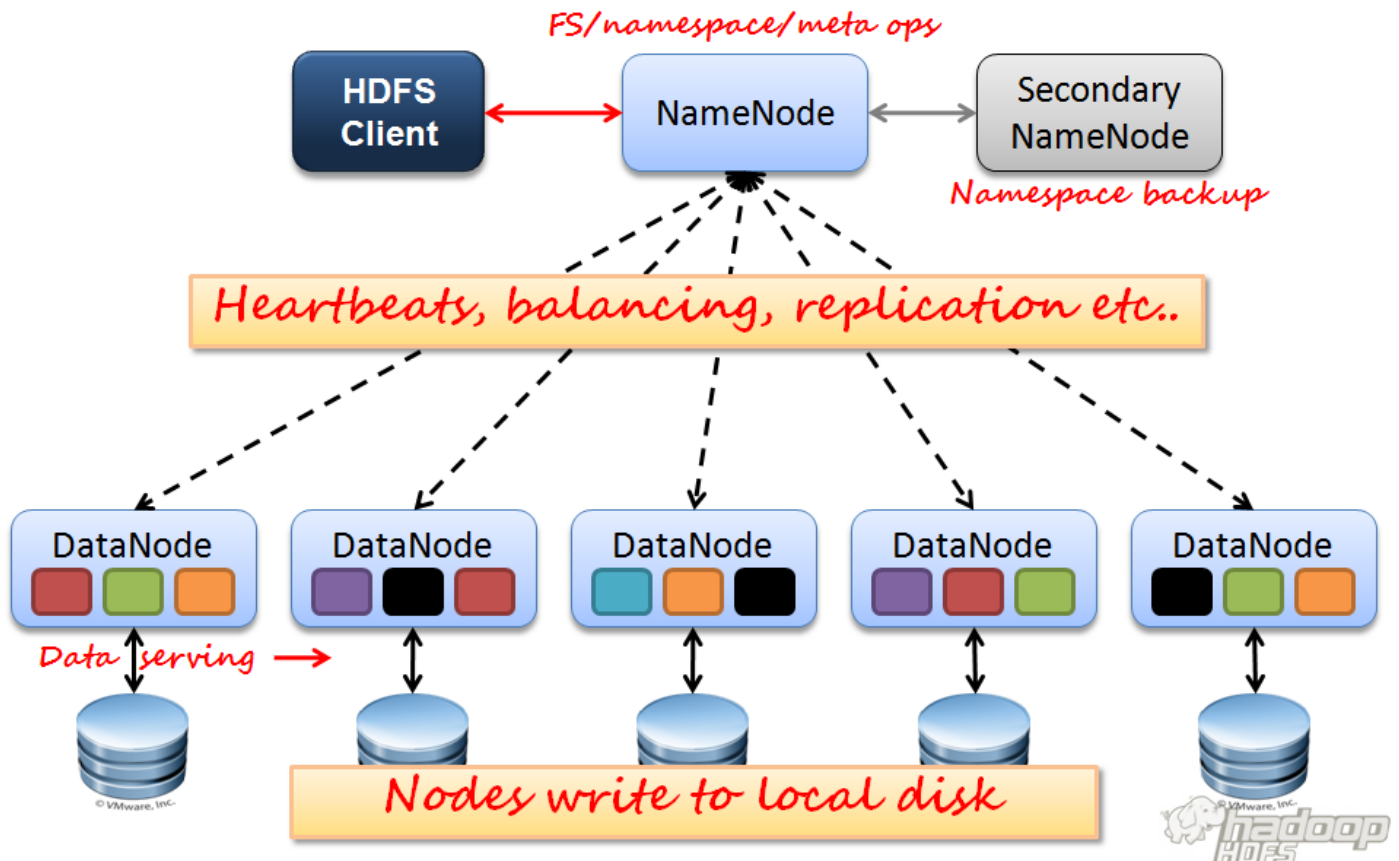 FS/namespace/meta ops
HDFS
Client
NameNode
Secondary
NameNode
Namespace backup
Heartbeats, balancing, replication etc..
DataNode
DataNode
DataNode
DataNode
DataNode
Data serving
Nodes write to local disk
© VMware, Inc.
© VMware, Inc.
hadoop
HDFS